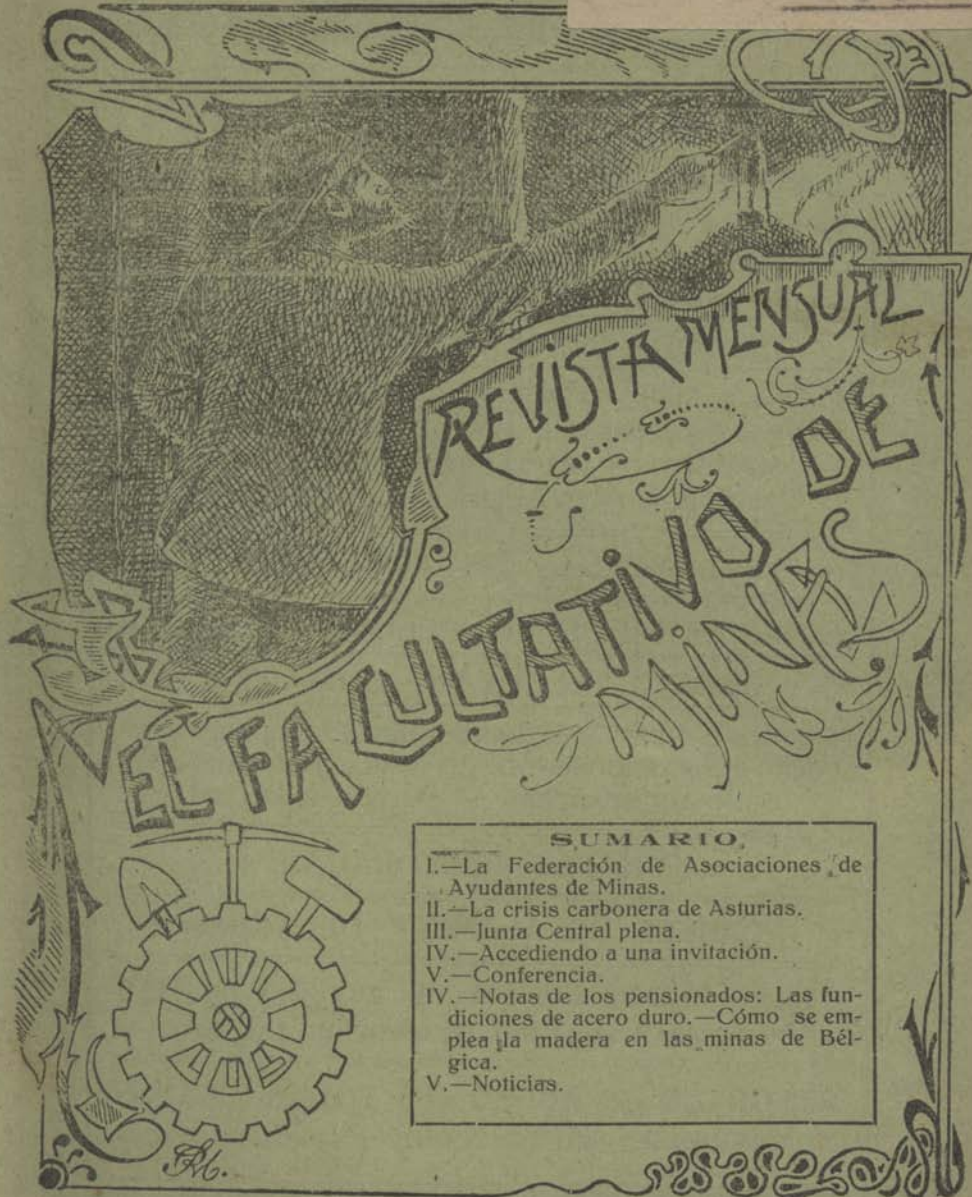 REVISTA MENSUAL
EL FACULTATIVO DE
MINAS
SUMARIO
I.—La Federación de Asociaciones de
Ayudantes de Minas.
II.—La crisis carbonera de Asturias.
III.—Junta Central plena.
IV.—Accediendo a una invitación.
V.—Conferencia.
IV.—Notas de los pensionados: Las fun-
diciones de acero duro.—Cómo se em-
plea la madera en las minas de Bél-
gica.
V.—Noticias.